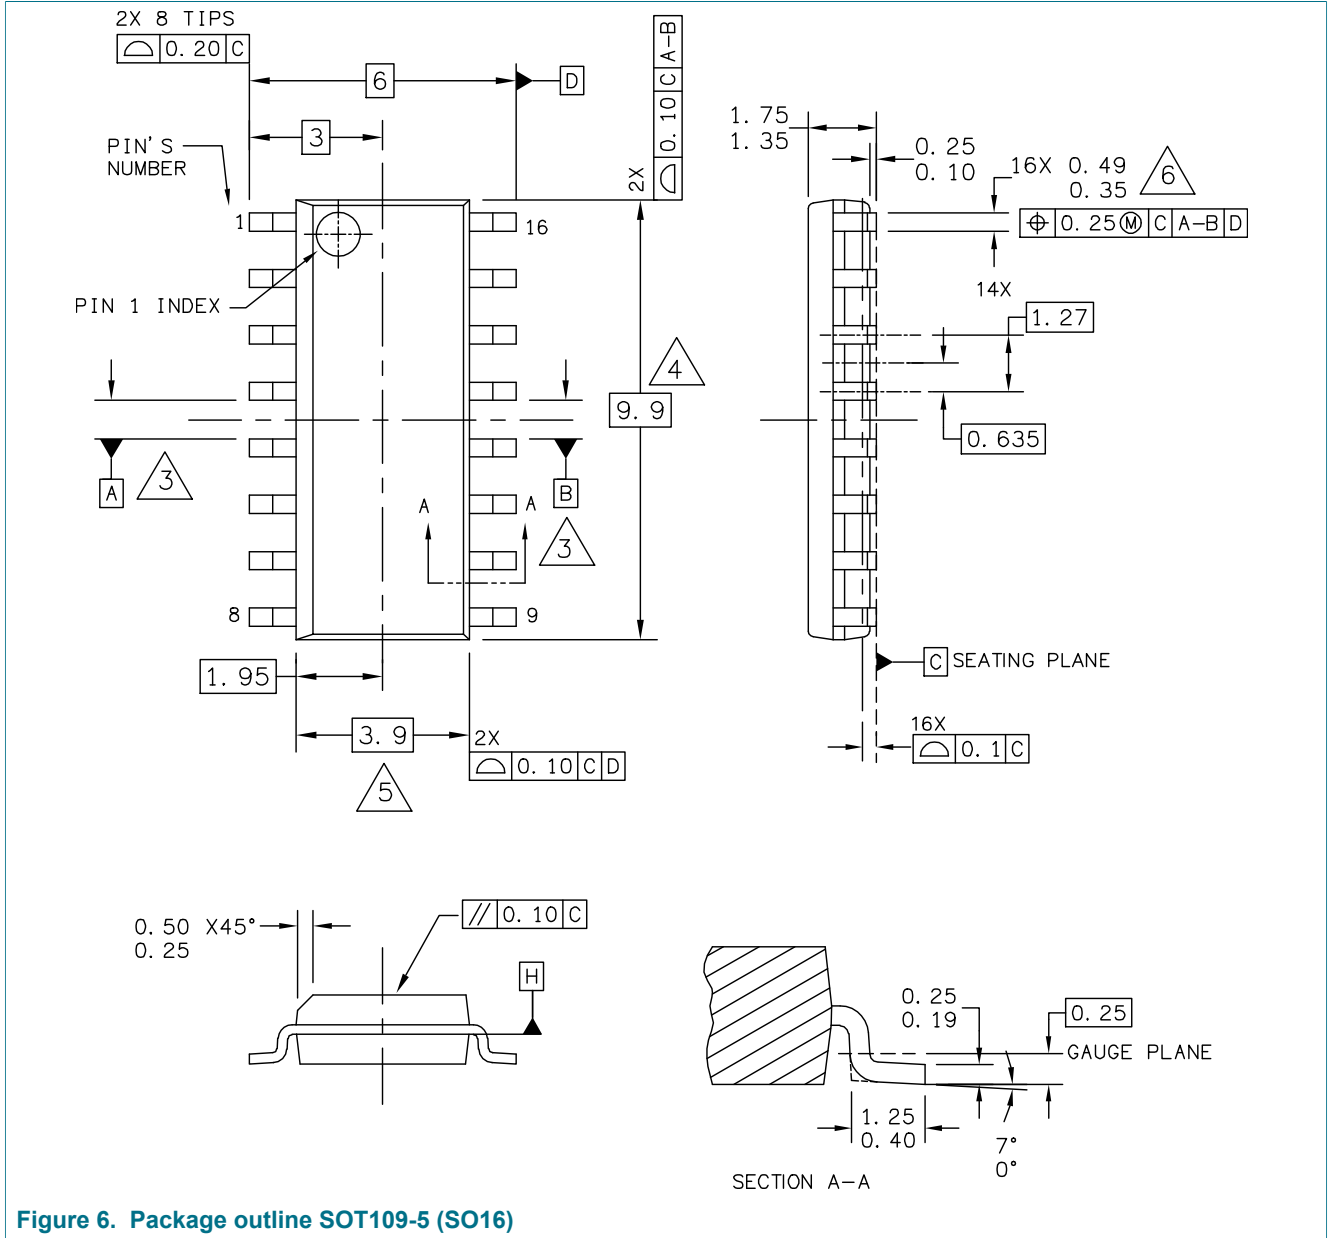 2X 8 TIPS
⌓ 0.20 C
6
D
3
PIN'S
NUMBER
2X
⌓ 0.10 C A-B
1
16
PIN 1 INDEX
4
9.9
A
3
B
3
A A
8
9
1.95
3.9
5
2X
⌓ 0.10 C D
1.75
1.35
0.25
0.10
16X 0.49
0.35
6
⌖ 0.25 Ⓜ C A-B D
14X
1.27
0.635
C SEATING PLANE
16X
⌓ 0.1 C
0.50 X45°
0.25
// 0.10 C
H
0.25
0.19
0.25
GAUGE PLANE
1.25
0.40
7°
0°
SECTION A-A
Figure 6. Package outline SOT109-5 (SO16)